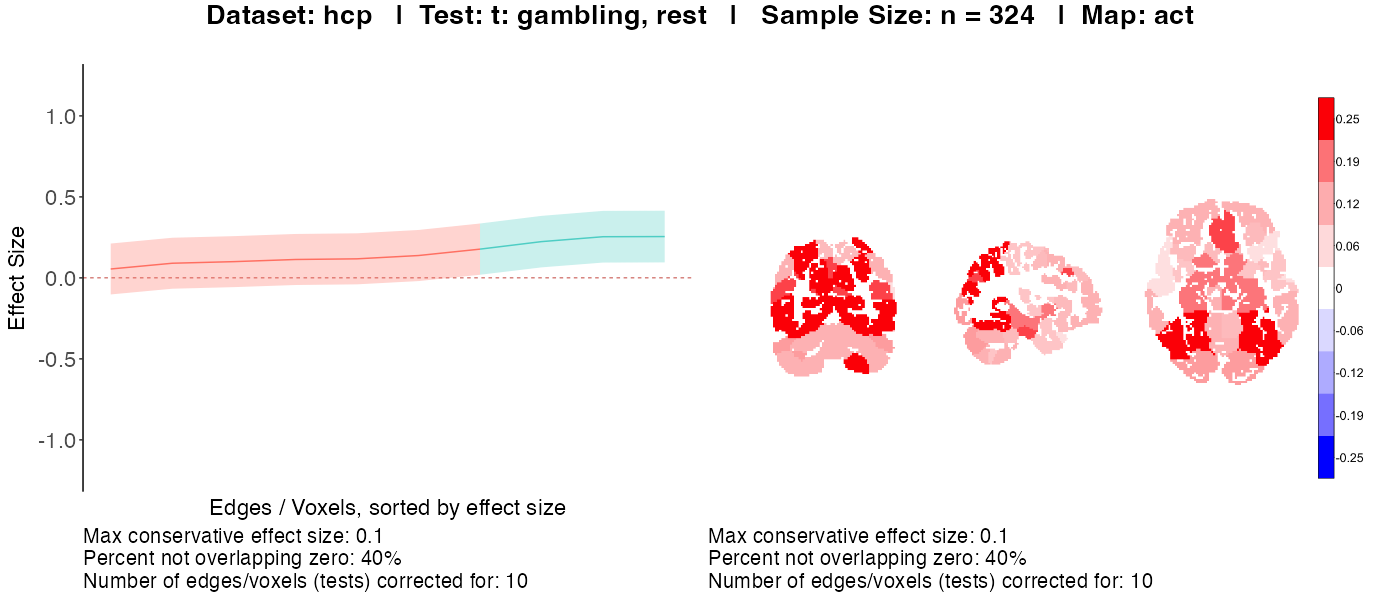 Dataset: hcp | Test: t: gambling, rest | Sample Size: n = 324 | Map: act
1.0
0.5
0.0
-0.5
-1.0
Effect Size
Edges / Voxels, sorted by effect size
Max conservative effect size: 0.1
Percent not overlapping zero: 40%
Number of edges/voxels (tests) corrected for: 10
0.25
0.19
0.12
0.06
0
-0.06
-0.12
-0.19
-0.25
Max conservative effect size: 0.1
Percent not overlapping zero: 40%
Number of edges/voxels (tests) corrected for: 10